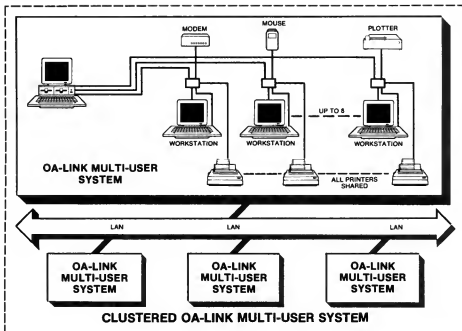 MODEM
MOUSE
PLOTTER
UP TO 8
WORKSTATION
WORKSTATION
WORKSTATION
OA-LINK MULTI-USER
SYSTEM
ALL PRINTERS
SHARED
LAN
LAN
LAN
OA-LINK
MULTI-USER
SYSTEM
OA-LINK
MULTI-USER
SYSTEM
OA-LINK
MULTI-USER
SYSTEM
CLUSTERED OA-LINK MULTI-USER SYSTEM